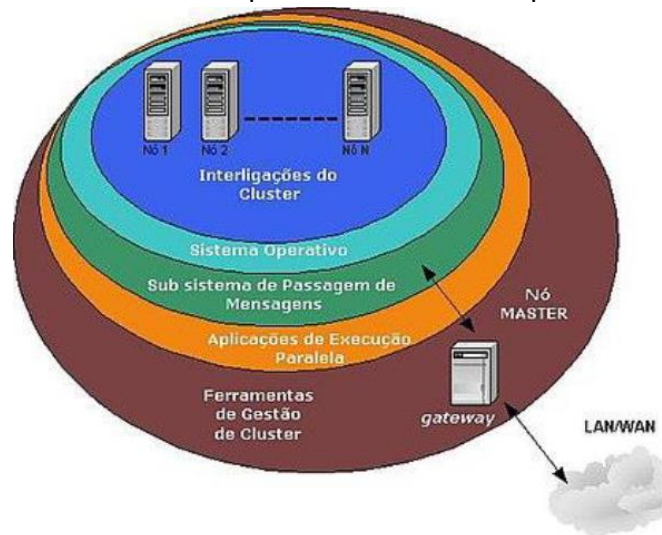 Nó 1
Nó 2
Nó N
Interligações do
Cluster
Sistema Operativo
Sub sistema de Passagem de
Mensagens
Aplicações de Execução
Paralela
Nó
MASTER
Ferramentas
de Gestão
de Cluster
gateway
LAN/WAN